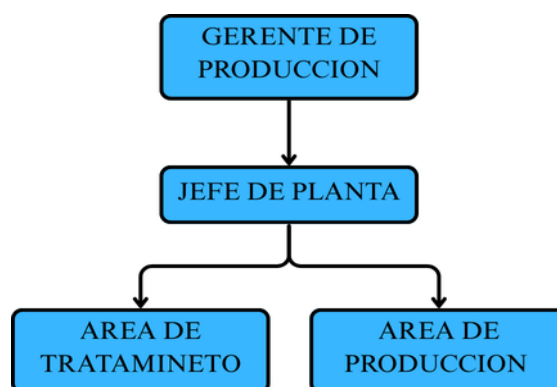 GERENTE DE
PRODUCCION
JEFE DE PLANTA
AREA DE
TRATAMINETO
AREA DE
PRODUCCION